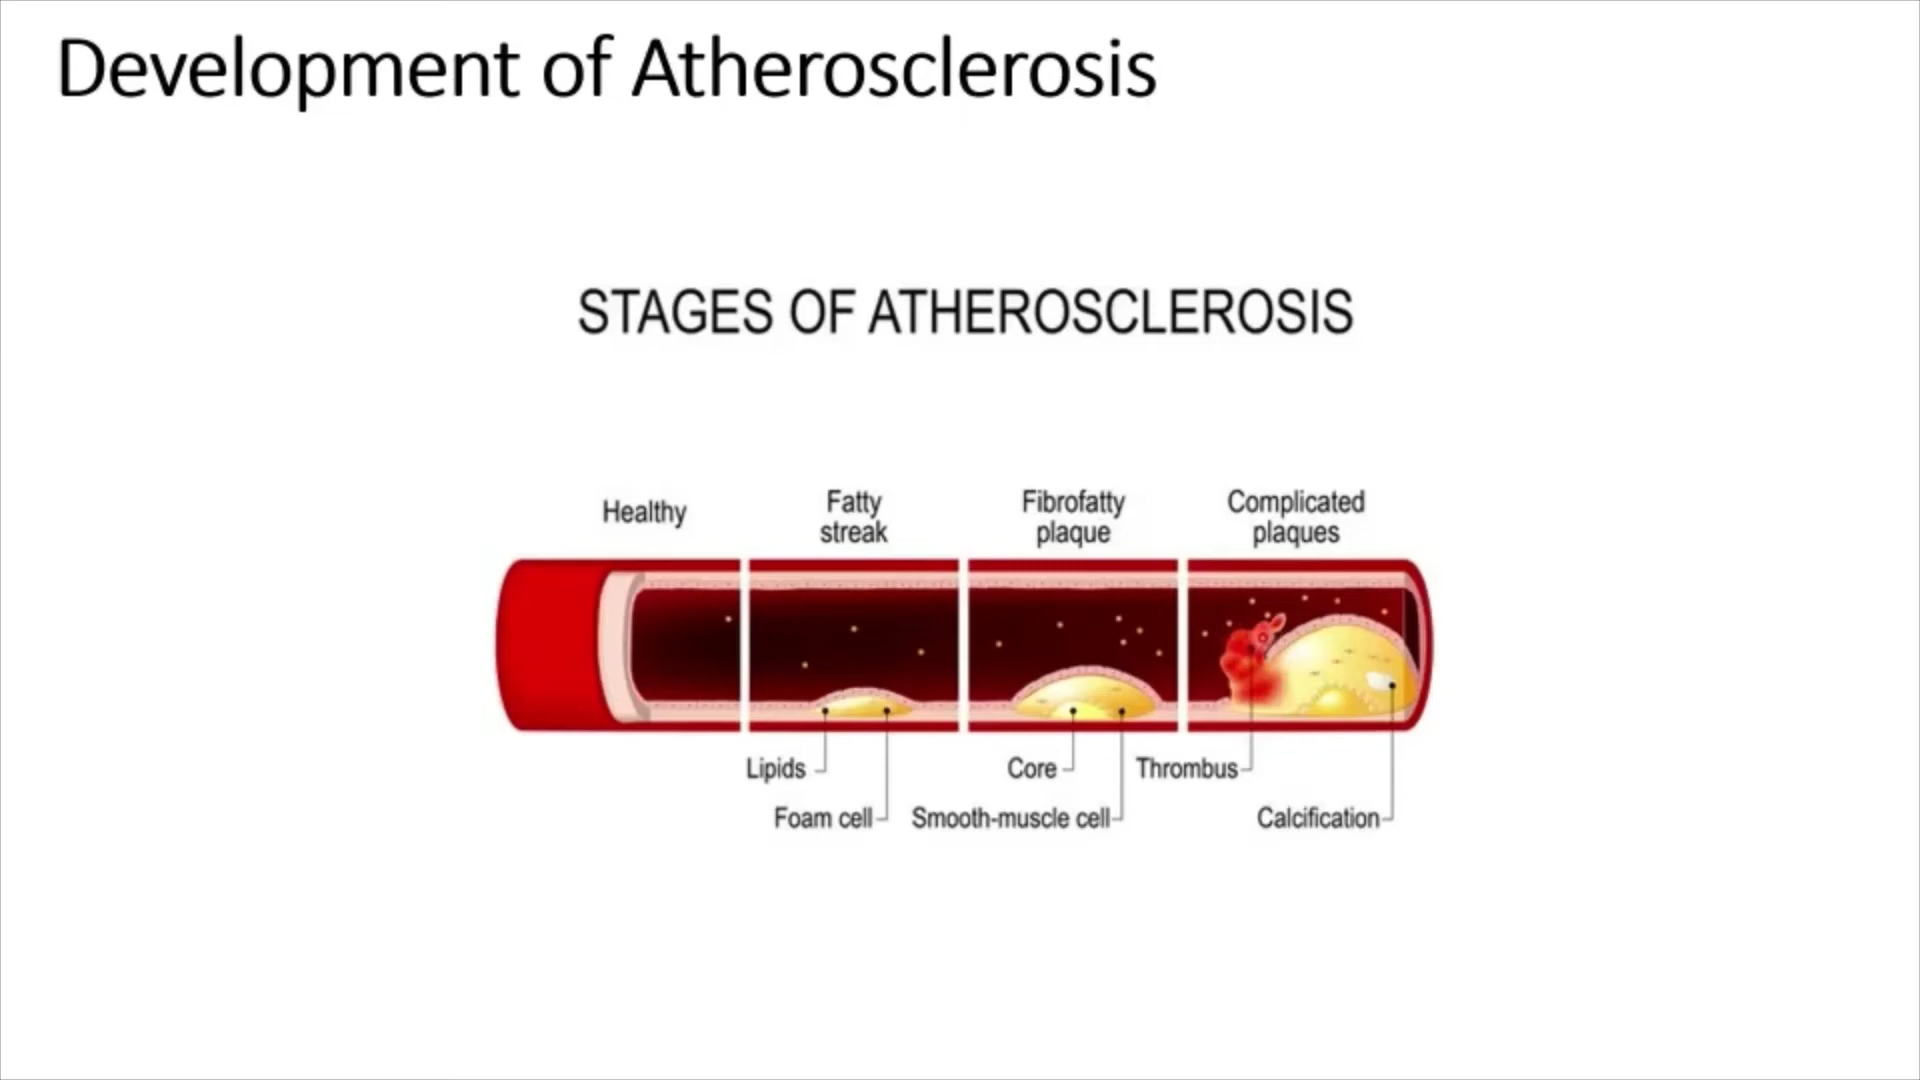 Development of Atherosclerosis
STAGES OF ATHEROSCLEROSIS
Healthy
Fatty
streak
Fibrofatty
plaque
Complicated
plaques
Lipids
Foam cell
Core
Smooth-muscle cell
Thrombus
Calcification